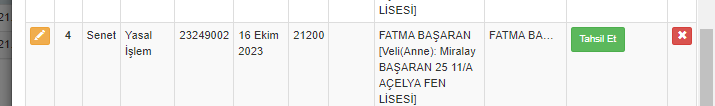 LİSESİ]
21.
4 Senet Yasal İşlem 23249002 16 Ekim 2023 21200 FATMA BAŞARAN FATMA BA... Tahsil Et
[Veli(Anne): Miralay
BAŞARAN 25 11/A
AÇELYA FEN
LİSESİ]